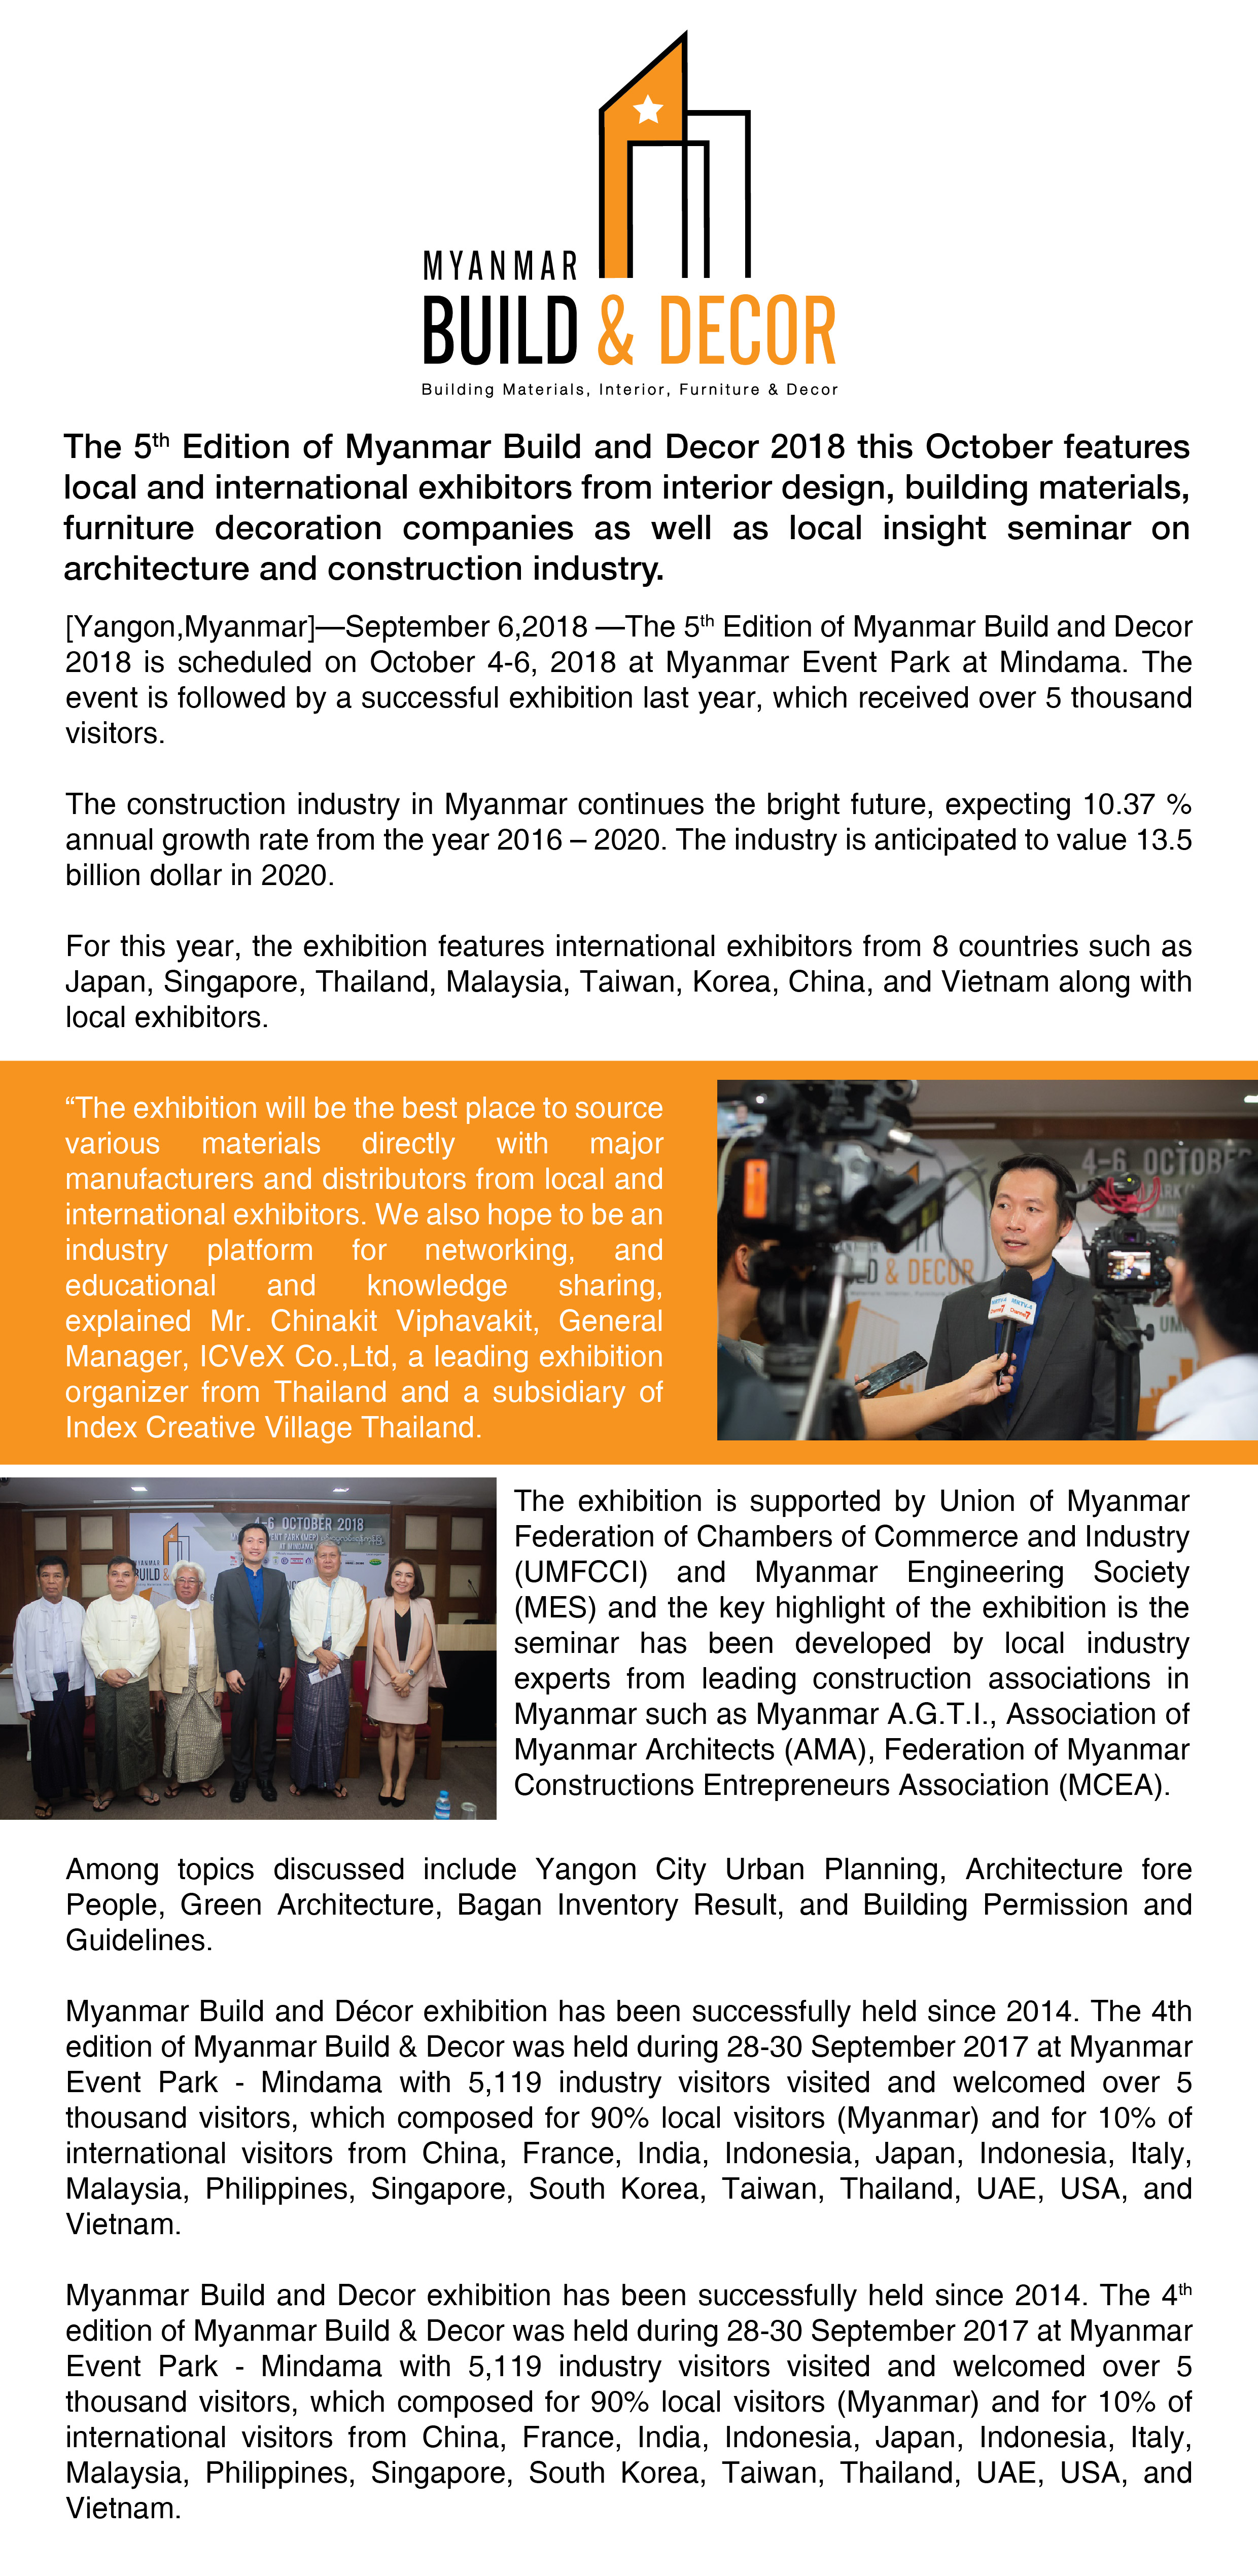 MYANMAR
BUILD & DECOR
Building Materials, Interior, Furniture & Decor
The 5th Edition of Myanmar Build and Decor 2018 this October features
local and international exhibitors from interior design, building materials,
furniture decoration companies as well as local insight seminar on
architecture and construction industry.
[Yangon,Myanmar]—September 6,2018 —The 5th Edition of Myanmar Build and Decor
2018 is scheduled on October 4-6, 2018 at Myanmar Event Park at Mindama. The
event is followed by a successful exhibition last year, which received over 5 thousand
visitors.
The construction industry in Myanmar continues the bright future, expecting 10.37 %
annual growth rate from the year 2016 – 2020. The industry is anticipated to value 13.5
billion dollar in 2020.
For this year, the exhibition features international exhibitors from 8 countries such as
Japan, Singapore, Thailand, Malaysia, Taiwan, Korea, China, and Vietnam along with
local exhibitors.
“The exhibition will be the best place to source
various materials directly with major
manufacturers and distributors from local and
international exhibitors. We also hope to be an
industry platform for networking, and
educational and knowledge sharing,
explained Mr. Chinakit Viphavakit, General
Manager, ICVeX Co.,Ltd, a leading exhibition
organizer from Thailand and a subsidiary of
Index Creative Village Thailand.
4-6 OCTOBER
& DECOR
4-6 OCTOBER 2018
AT MINDAMA
The exhibition is supported by Union of Myanmar
Federation of Chambers of Commerce and Industry
(UMFCCI) and Myanmar Engineering Society
(MES) and the key highlight of the exhibition is the
seminar has been developed by local industry
experts from leading construction associations in
Myanmar such as Myanmar A.G.T.I., Association of
Myanmar Architects (AMA), Federation of Myanmar
Constructions Entrepreneurs Association (MCEA).
Among topics discussed include Yangon City Urban Planning, Architecture fore
People, Green Architecture, Bagan Inventory Result, and Building Permission and
Guidelines.
Myanmar Build and Décor exhibition has been successfully held since 2014. The 4th
edition of Myanmar Build & Decor was held during 28-30 September 2017 at Myanmar
Event Park - Mindama with 5,119 industry visitors visited and welcomed over 5
thousand visitors, which composed for 90% local visitors (Myanmar) and for 10% of
international visitors from China, France, India, Indonesia, Japan, Indonesia, Italy,
Malaysia, Philippines, Singapore, South Korea, Taiwan, Thailand, UAE, USA, and
Vietnam.
Myanmar Build and Decor exhibition has been successfully held since 2014. The 4th
edition of Myanmar Build & Decor was held during 28-30 September 2017 at Myanmar
Event Park - Mindama with 5,119 industry visitors visited and welcomed over 5
thousand visitors, which composed for 90% local visitors (Myanmar) and for 10% of
international visitors from China, France, India, Indonesia, Japan, Indonesia, Italy,
Malaysia, Philippines, Singapore, South Korea, Taiwan, Thailand, UAE, USA, and
Vietnam.